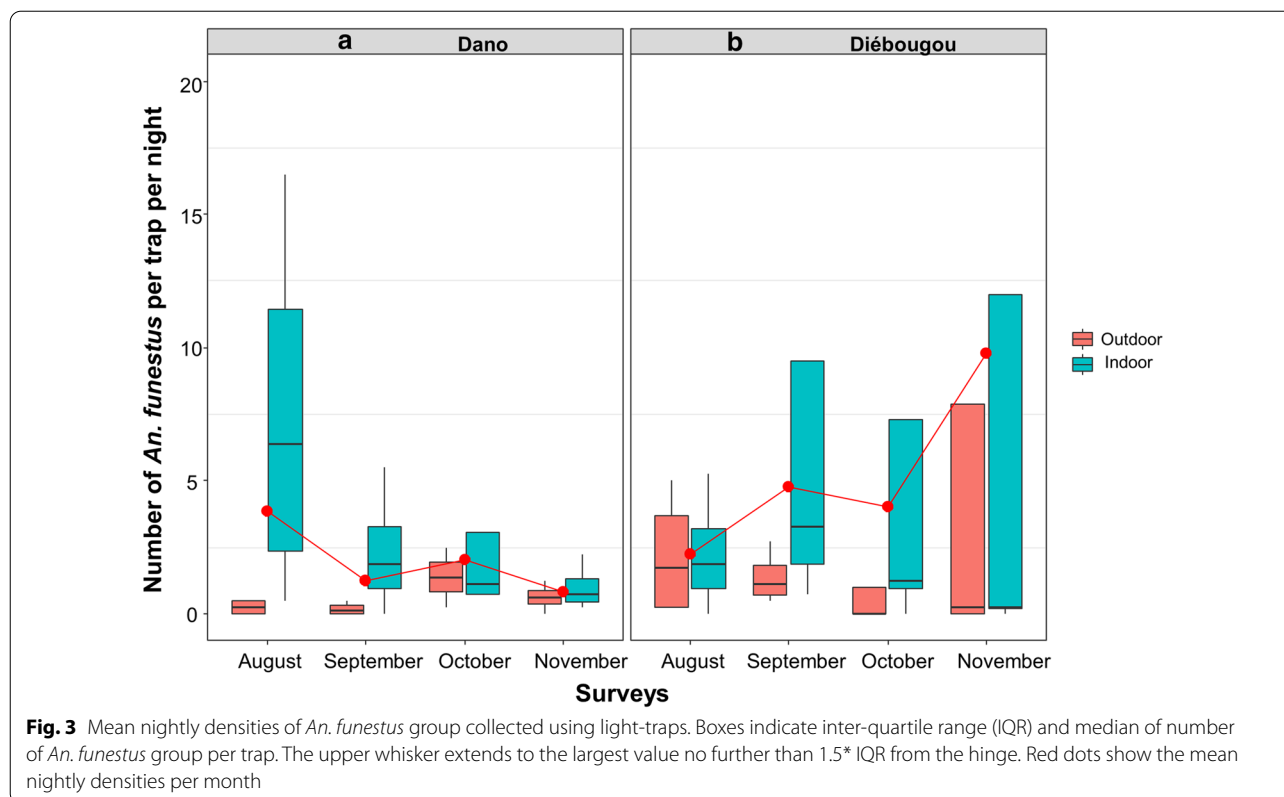 a Dano
b Diébougou
Number of An. funestus per trap per night
20
15
10
5
0
Outdoor
Indoor
August September October November
August September October November
Surveys
Fig. 3 Mean nightly densities of An. funestus group collected using light-traps. Boxes indicate inter-quartile range (IQR) and median of number
of An. funestus group per trap. The upper whisker extends to the largest value no further than 1.5* IQR from the hinge. Red dots show the mean
nightly densities per month